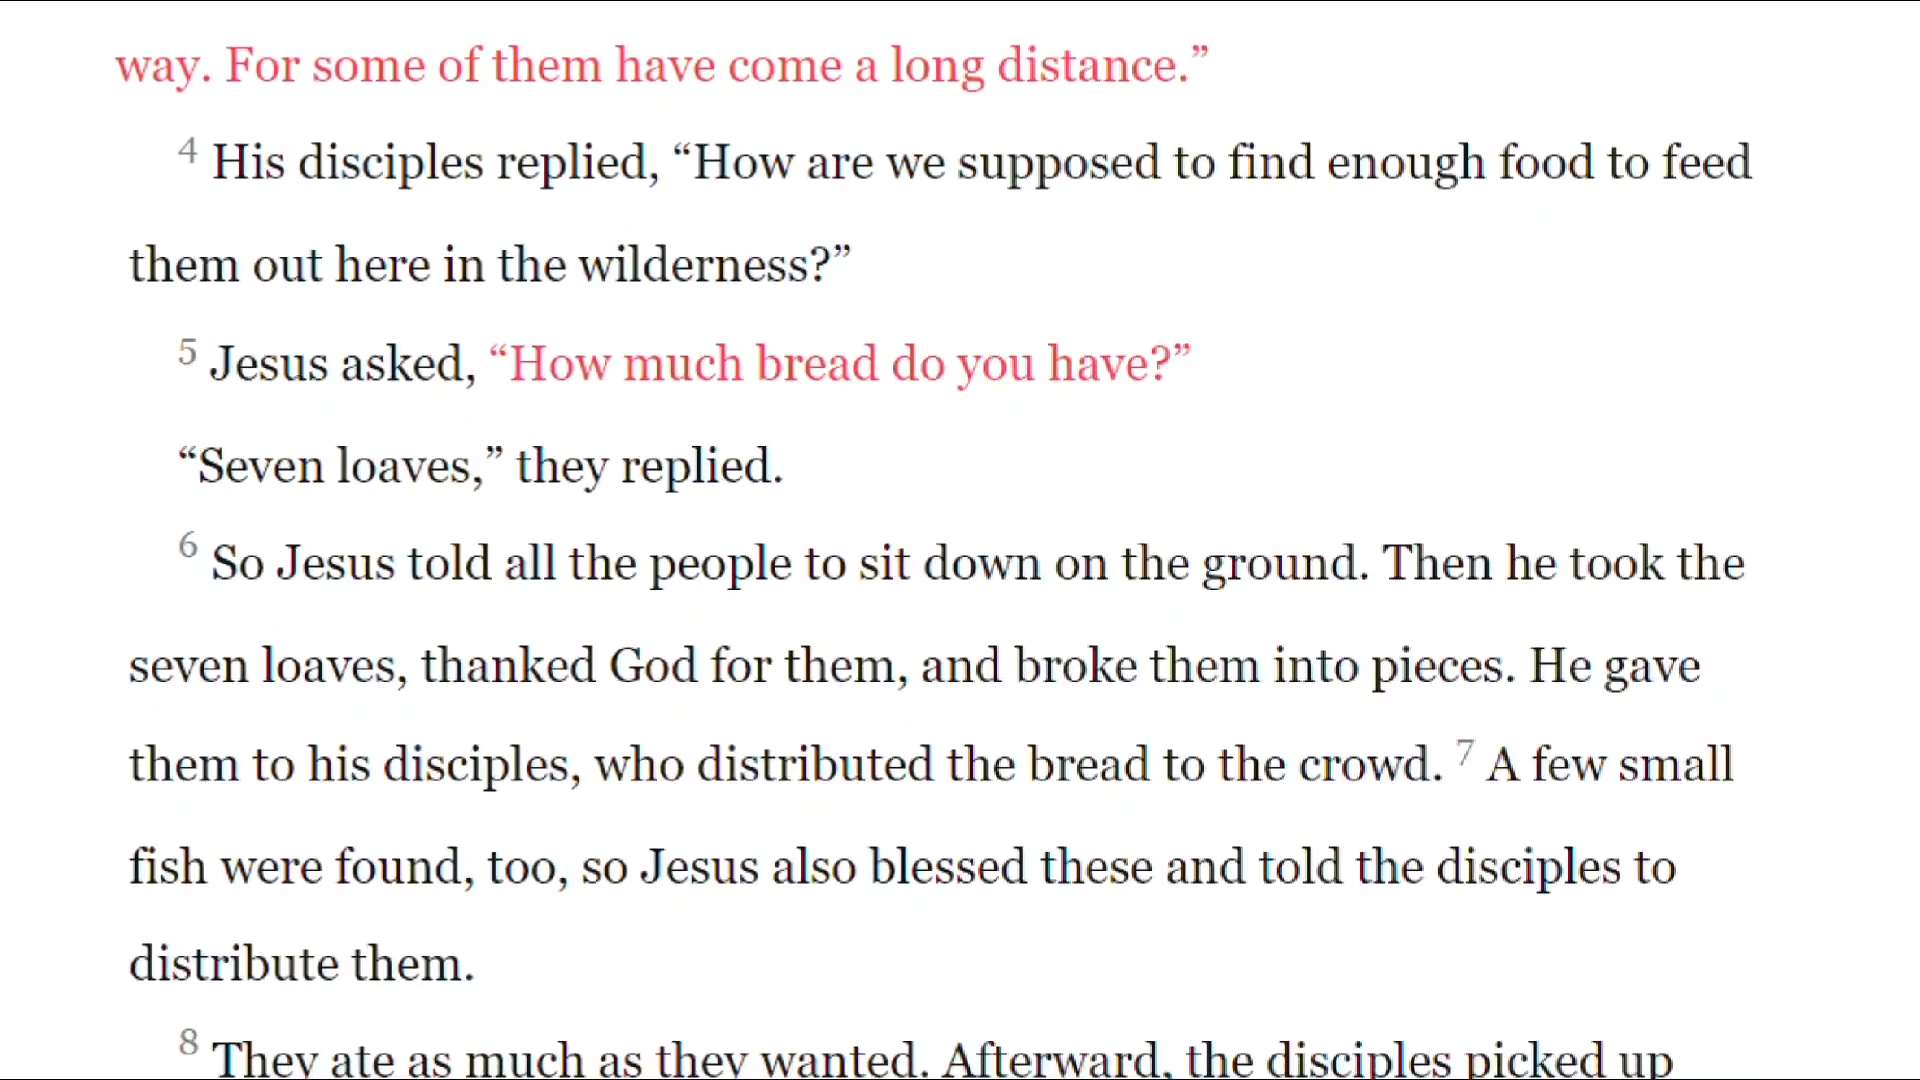 way. For some of them have come a long distance.”
4 His disciples replied, “How are we supposed to find enough food to feed
them out here in the wilderness?”
5 Jesus asked, “How much bread do you have?”
“Seven loaves,” they replied.
6 So Jesus told all the people to sit down on the ground. Then he took the
seven loaves, thanked God for them, and broke them into pieces. He gave
them to his disciples, who distributed the bread to the crowd. 7 A few small
fish were found, too, so Jesus also blessed these and told the disciples to
distribute them.
8 They ate as much as they wanted. Afterward, the disciples picked up